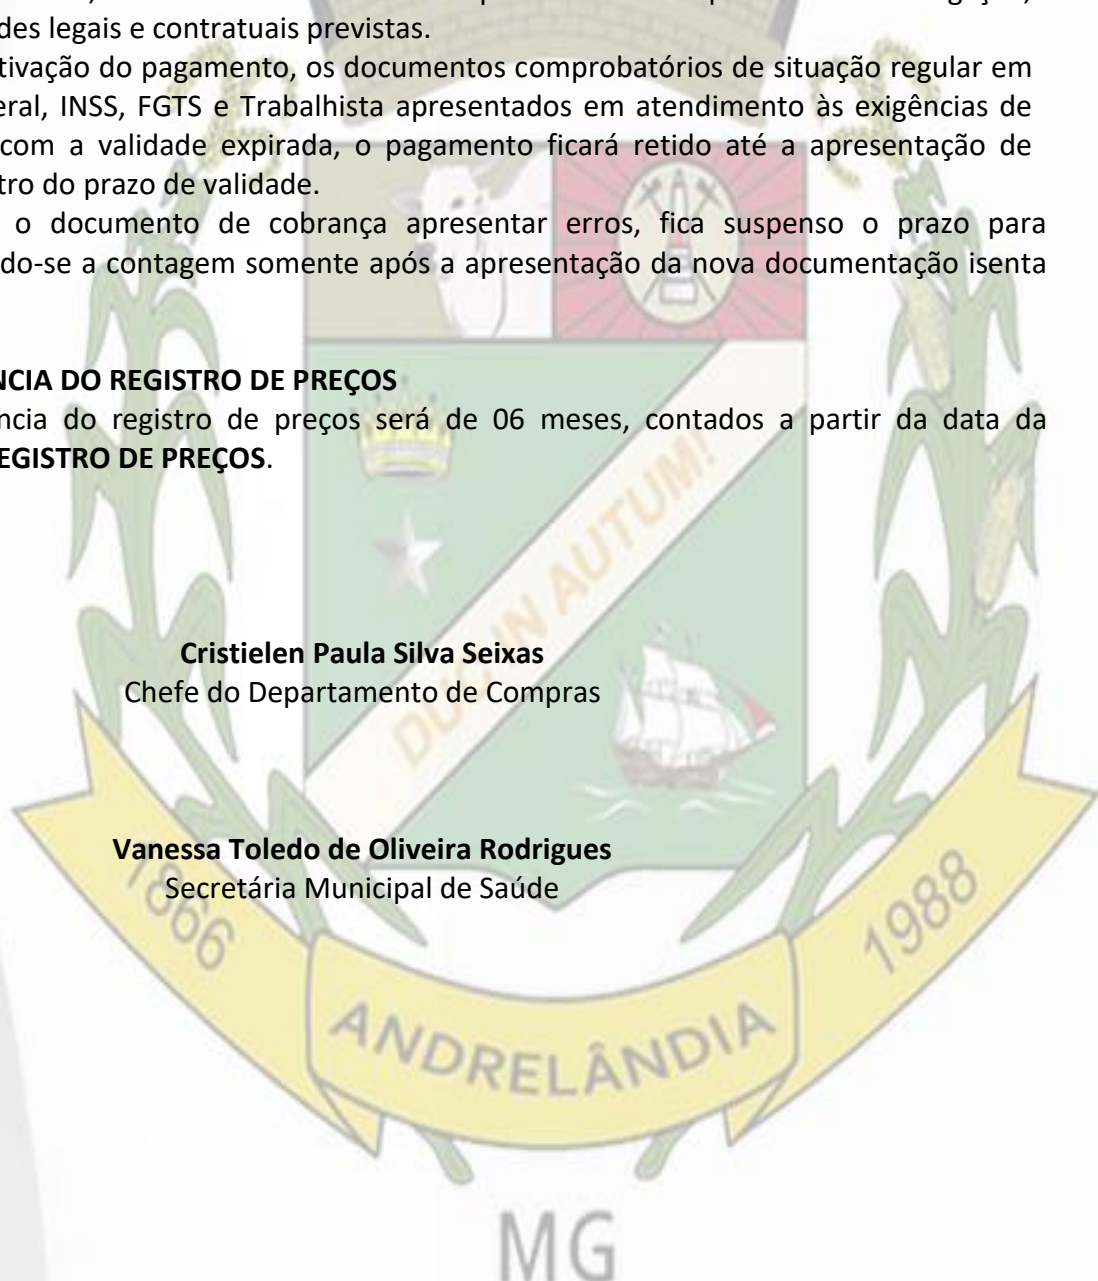 des legais e contratuais previstas.
tivação do pagamento, os documentos comprobatórios de situação regular em
eral, INSS, FGTS e Trabalhista apresentados em atendimento às exigências de
com a validade expirada, o pagamento ficará retido até a apresentação de
tro do prazo de validade.
o documento de cobrança apresentar erros, fica suspenso o prazo para
do-se a contagem somente após a apresentação da nova documentação isenta
NCIA DO REGISTRO DE PREÇOS
ncia do registro de preços será de 06 meses, contados a partir da data da
EGISTRO DE PREÇOS.
Cristielen Paula Silva Seixas
Chefe do Departamento de Compras
Vanessa Toledo de Oliveira Rodrigues
Secretária Municipal de Saúde
AUTUM!
1866
ANDRELÂNDIA
1988
MG